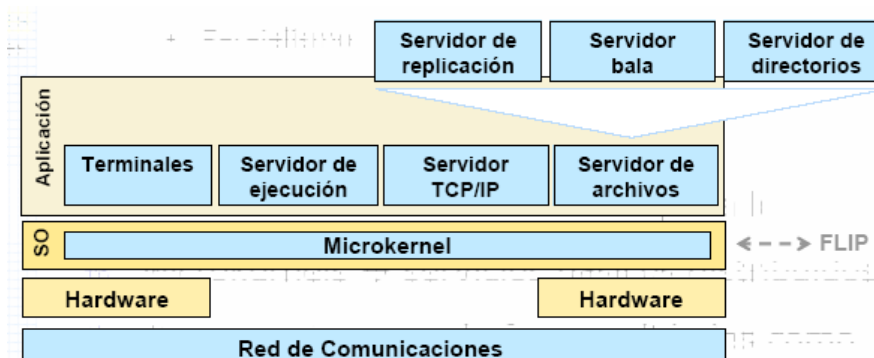 Servidor de
replicación
Servidor
bala
Servidor de
directorios
Aplicación
Terminales
Servidor de
ejecución
Servidor
TCP/IP
Servidor de
archivos
SO
Microkernel
FLIP
Hardware
Hardware
Red de Comunicaciones